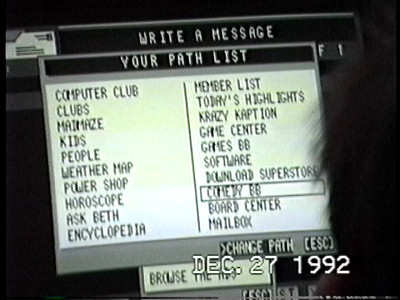 WRITE A MESSAGE
F 1
YOUR PATH LIST
COMPUTER CLUB
CLUBS
MAIMAZE
KIDS
PEOPLE
WEATHER MAP
POWER SHOP
HOROSCOPE
ASK BETH
ENCYCLOPEDIA
MEMBER LIST
TODAY'S HIGHLIGHTS
KRAZY KAPTION
GAME CENTER
GAMES BB
SOFTWARE
DOWNLOAD SUPERSTORE
COMEDY BB
BOARD CENTER
MAILBOX
CHANGE PATH [ESC]
BROWSE THE ADS
DEC. 27 1992